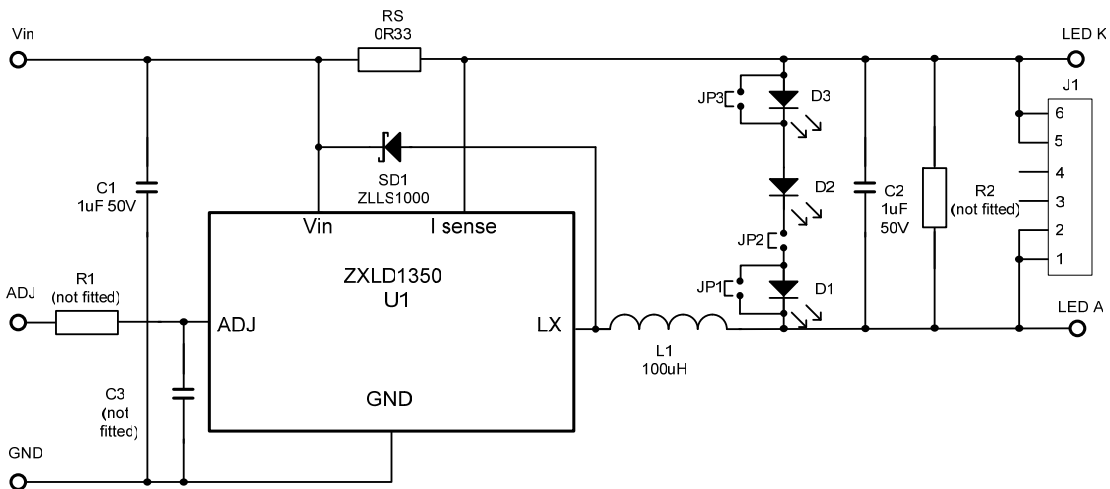 Vin
RS
0R33
LED K
J1
JP3
D3
6
5
SD1
ZLLS1000
C1
1uF 50V
D2
C2
1uF
50V
R2
(not fitted)
4
3
2
1
Vin
I sense
JP2
ZXLD1350
U1
R1
(not fitted)
ADJ
JP1
D1
ADJ
LX
LED A
L1
100uH
C3
(not
fitted)
GND
GND